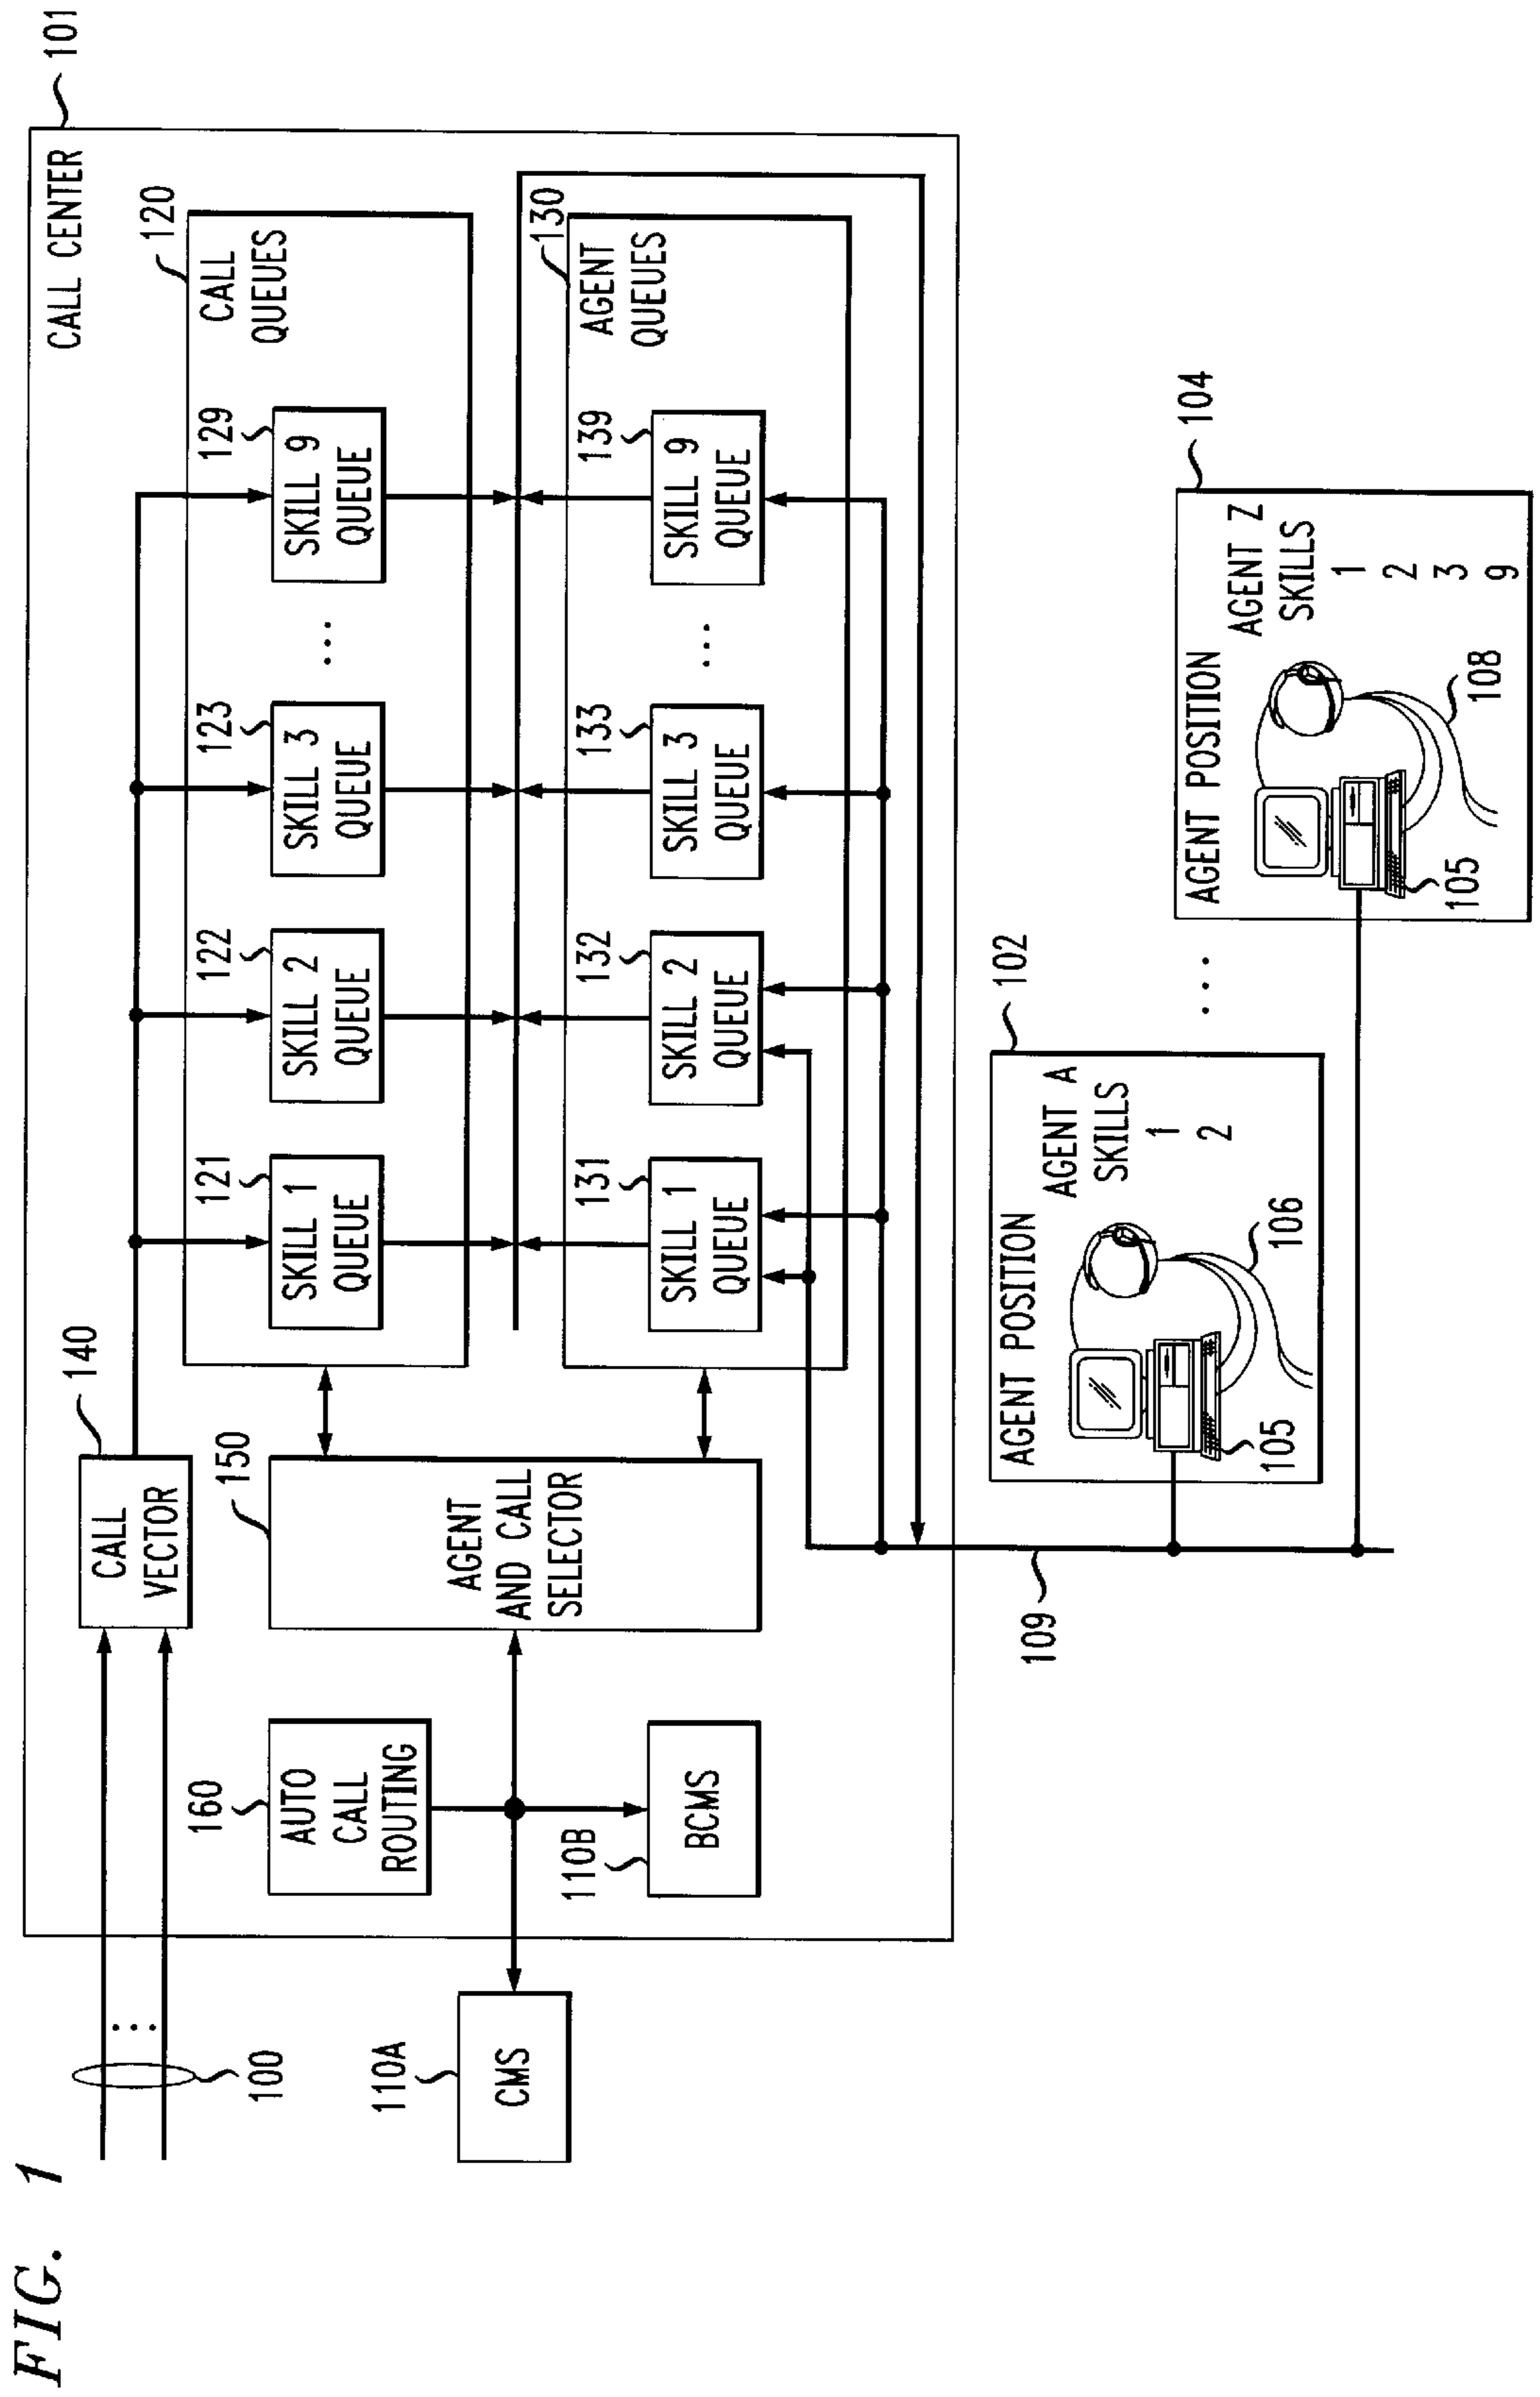 FIG. 1
CALL CENTER
101
100
CALL
VECTOR
140
120
CALL
QUEUES
121
SKILL 1
QUEUE
122
SKILL 2
QUEUE
123
SKILL 3
QUEUE
...
129
SKILL 9
QUEUE
160
AUTO
CALL
ROUTING
150
AGENT
AND CALL
SELECTOR
110A
CMS
110B
BCMS
130
AGENT
QUEUES
131
SKILL 1
QUEUE
132
SKILL 2
QUEUE
133
SKILL 3
QUEUE
...
139
SKILL 9
QUEUE
109
102
AGENT POSITION
AGENT A
SKILLS
1
2
105
106
...
104
AGENT POSITION
AGENT Z
SKILLS
1
2
3
9
105
108